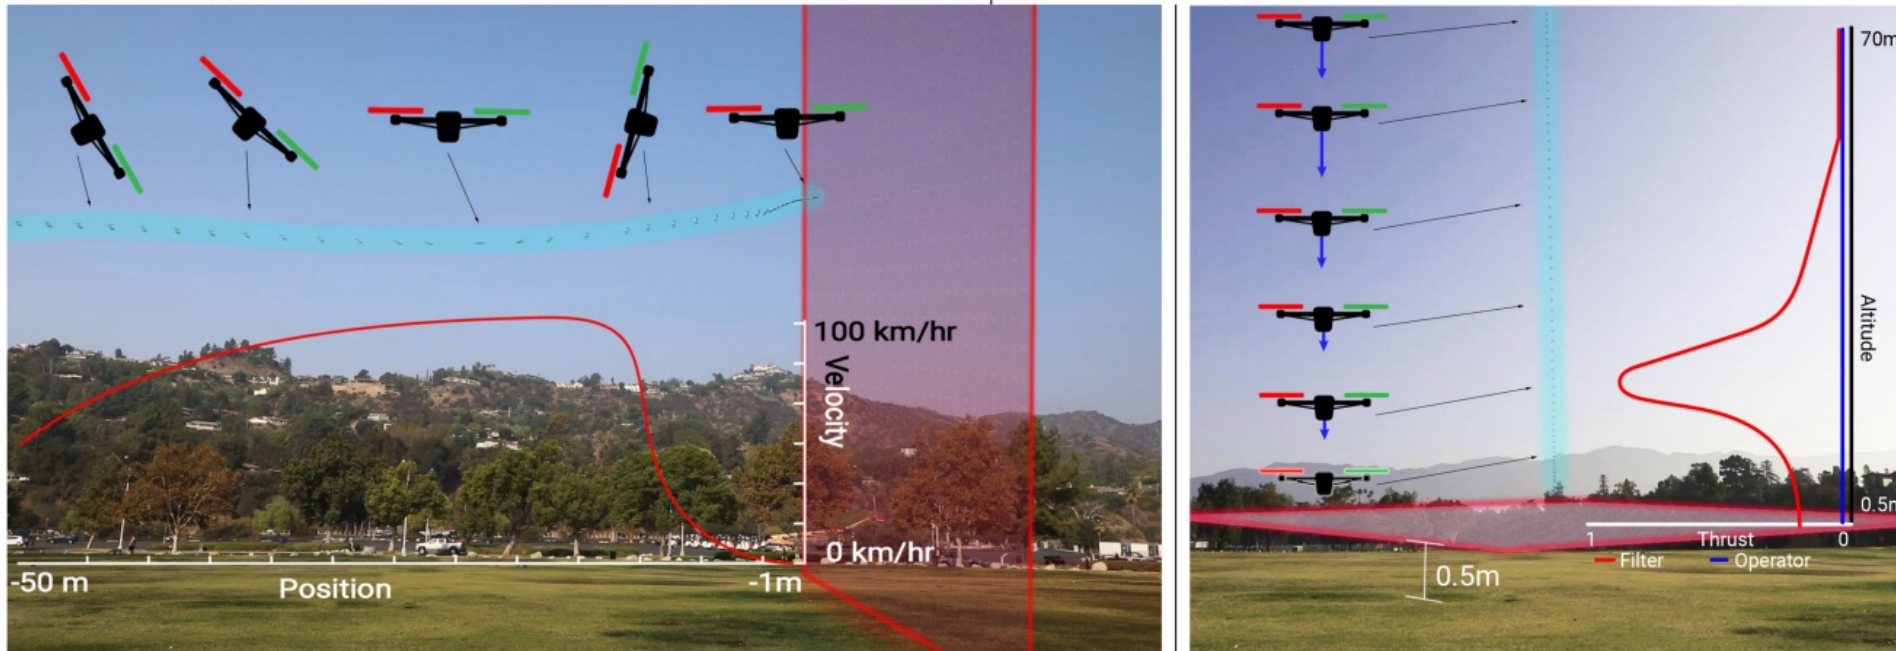 100 km/hr
Velocity
0 km/hr
-50 m
Position
-1m
70m
Altitude
0.5m
1
Thrust
0
Filter
Operator
0.5m